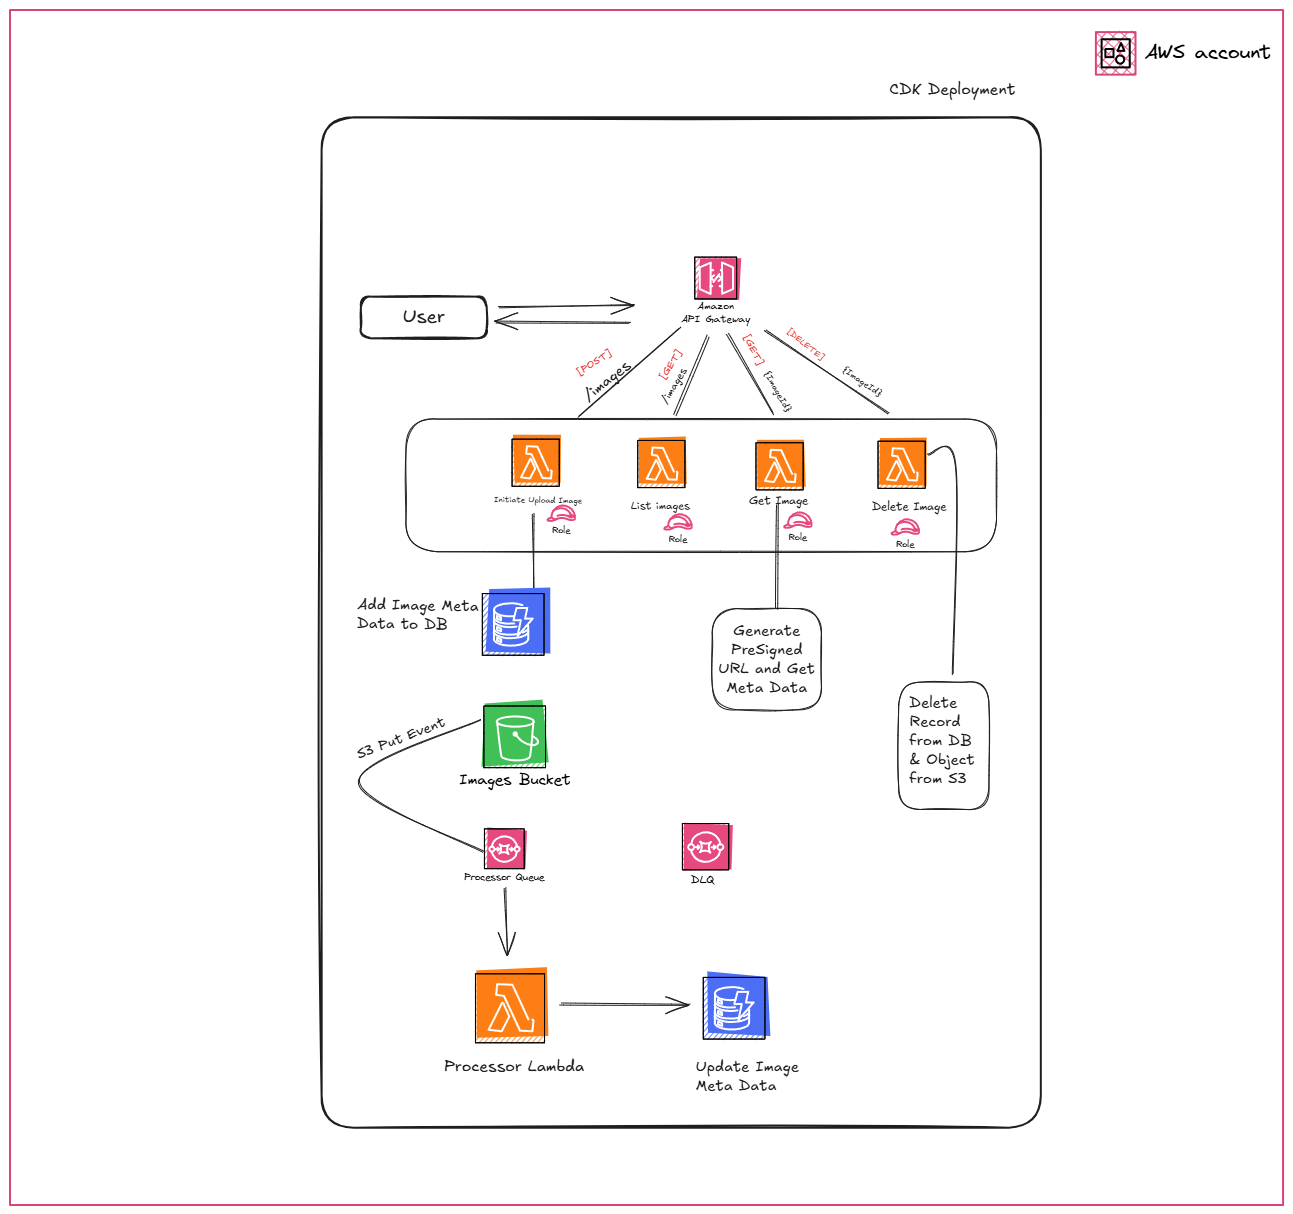 AWS account
CDK Deployment
User
Amazon
API Gateway
[POST]
/images
[GET]
/images
[GET]
{ImageId}
[DELETE]
{ImageId}
Initiate Upload Image
Role
List images
Role
Get Image
Role
Delete Image
Role
Add Image Meta
Data to DB
Generate
PreSigned
URL and Get
Meta Data
Delete
Record
from DB
& Object
from S3
S3 Put Event
Images Bucket
Processor Queue
DLQ
Processor Lambda
Update Image
Meta Data